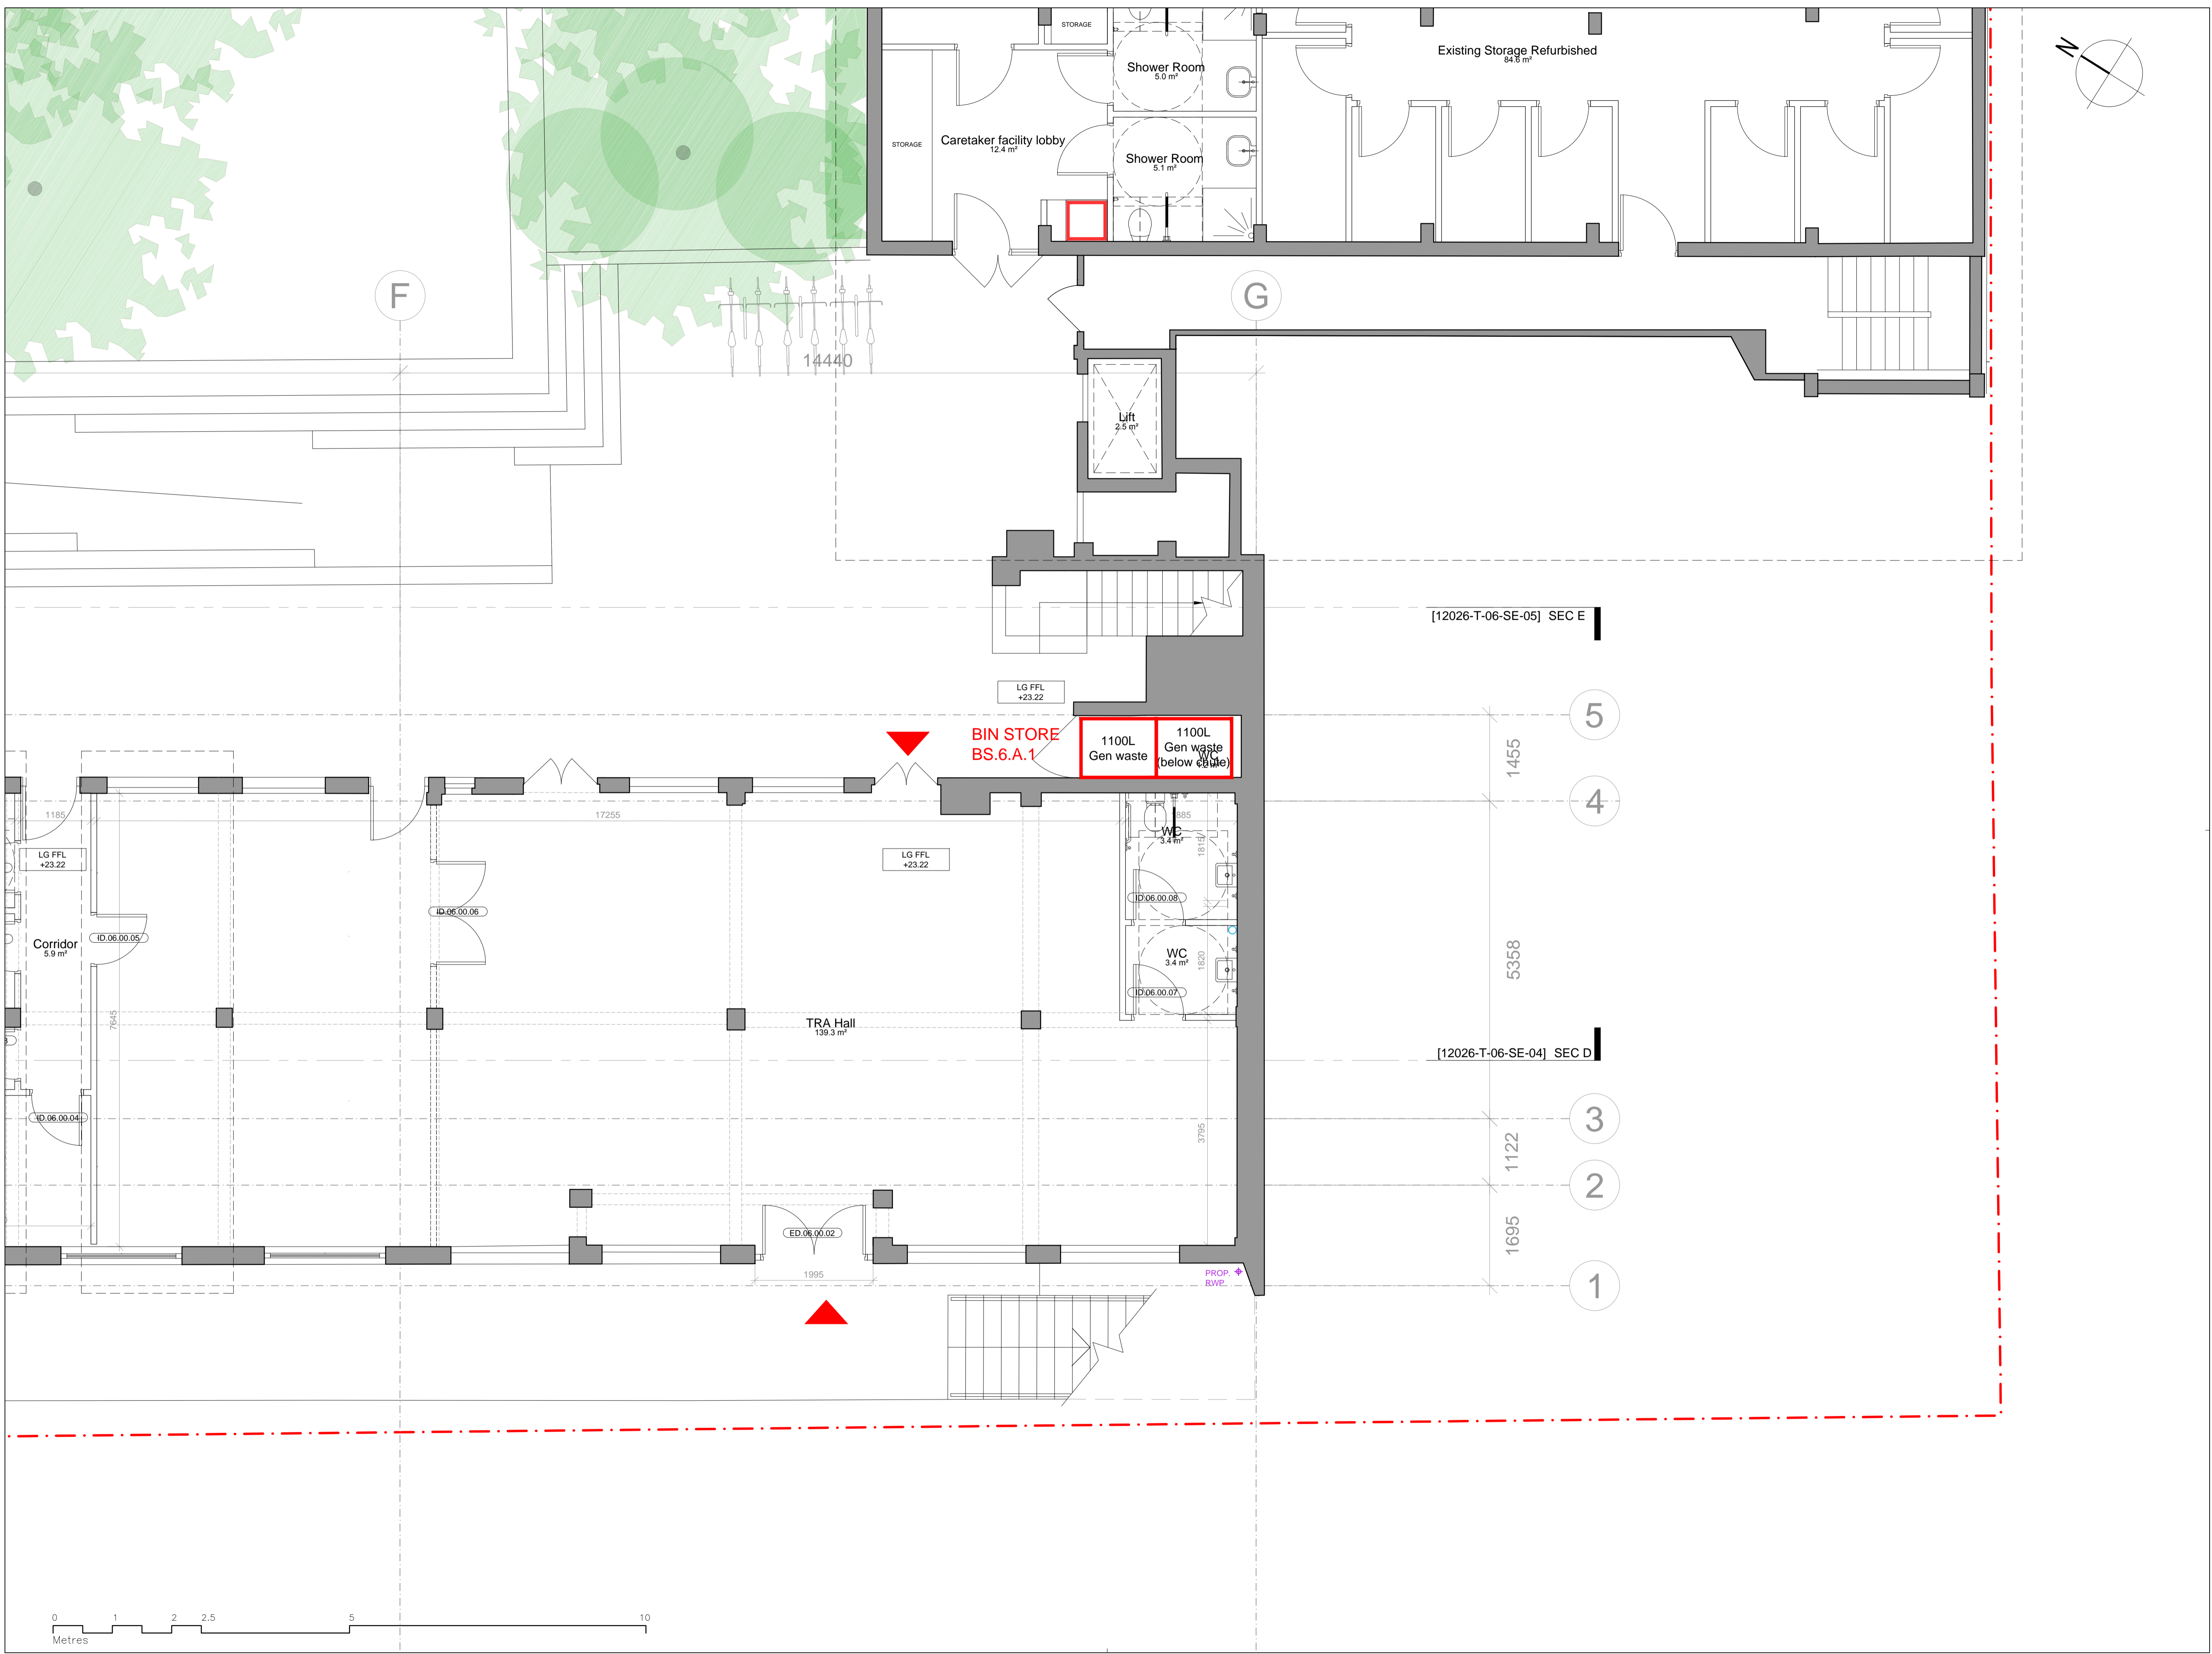 STORAGE
Shower Room
5.0 m²
Existing Storage Refurbished
84.6 m²
N
STORAGE
Caretaker facility lobby
12.4 m²
Shower Room
5.1 m²
F
G
14440
Lift
2.5 m²
[12026-T-06-SE-05] SEC E
LG FFL
+23.22
5
BIN STORE
BS.6.A.1
1100L
Gen waste
1100L
Gen waste
(below chute)
WC
1455
4
1185
17255
885
LG FFL
+23.22
LG FFL
+23.22
WC
3.4 m²
1815
ID.06.00.08
ID.06.00.06
ID.06.00.05
Corridor
5.9 m²
WC
3.4 m²
1820
5358
ID.06.00.07
7645
TRA Hall
139.3 m²
[12026-T-06-SE-04] SEC D
ID.06.00.04
3
3795
1122
2
ED.06.00.02
1695
1995
PROP.
RWP
1
0 1 2 2.5 5 10
Metres